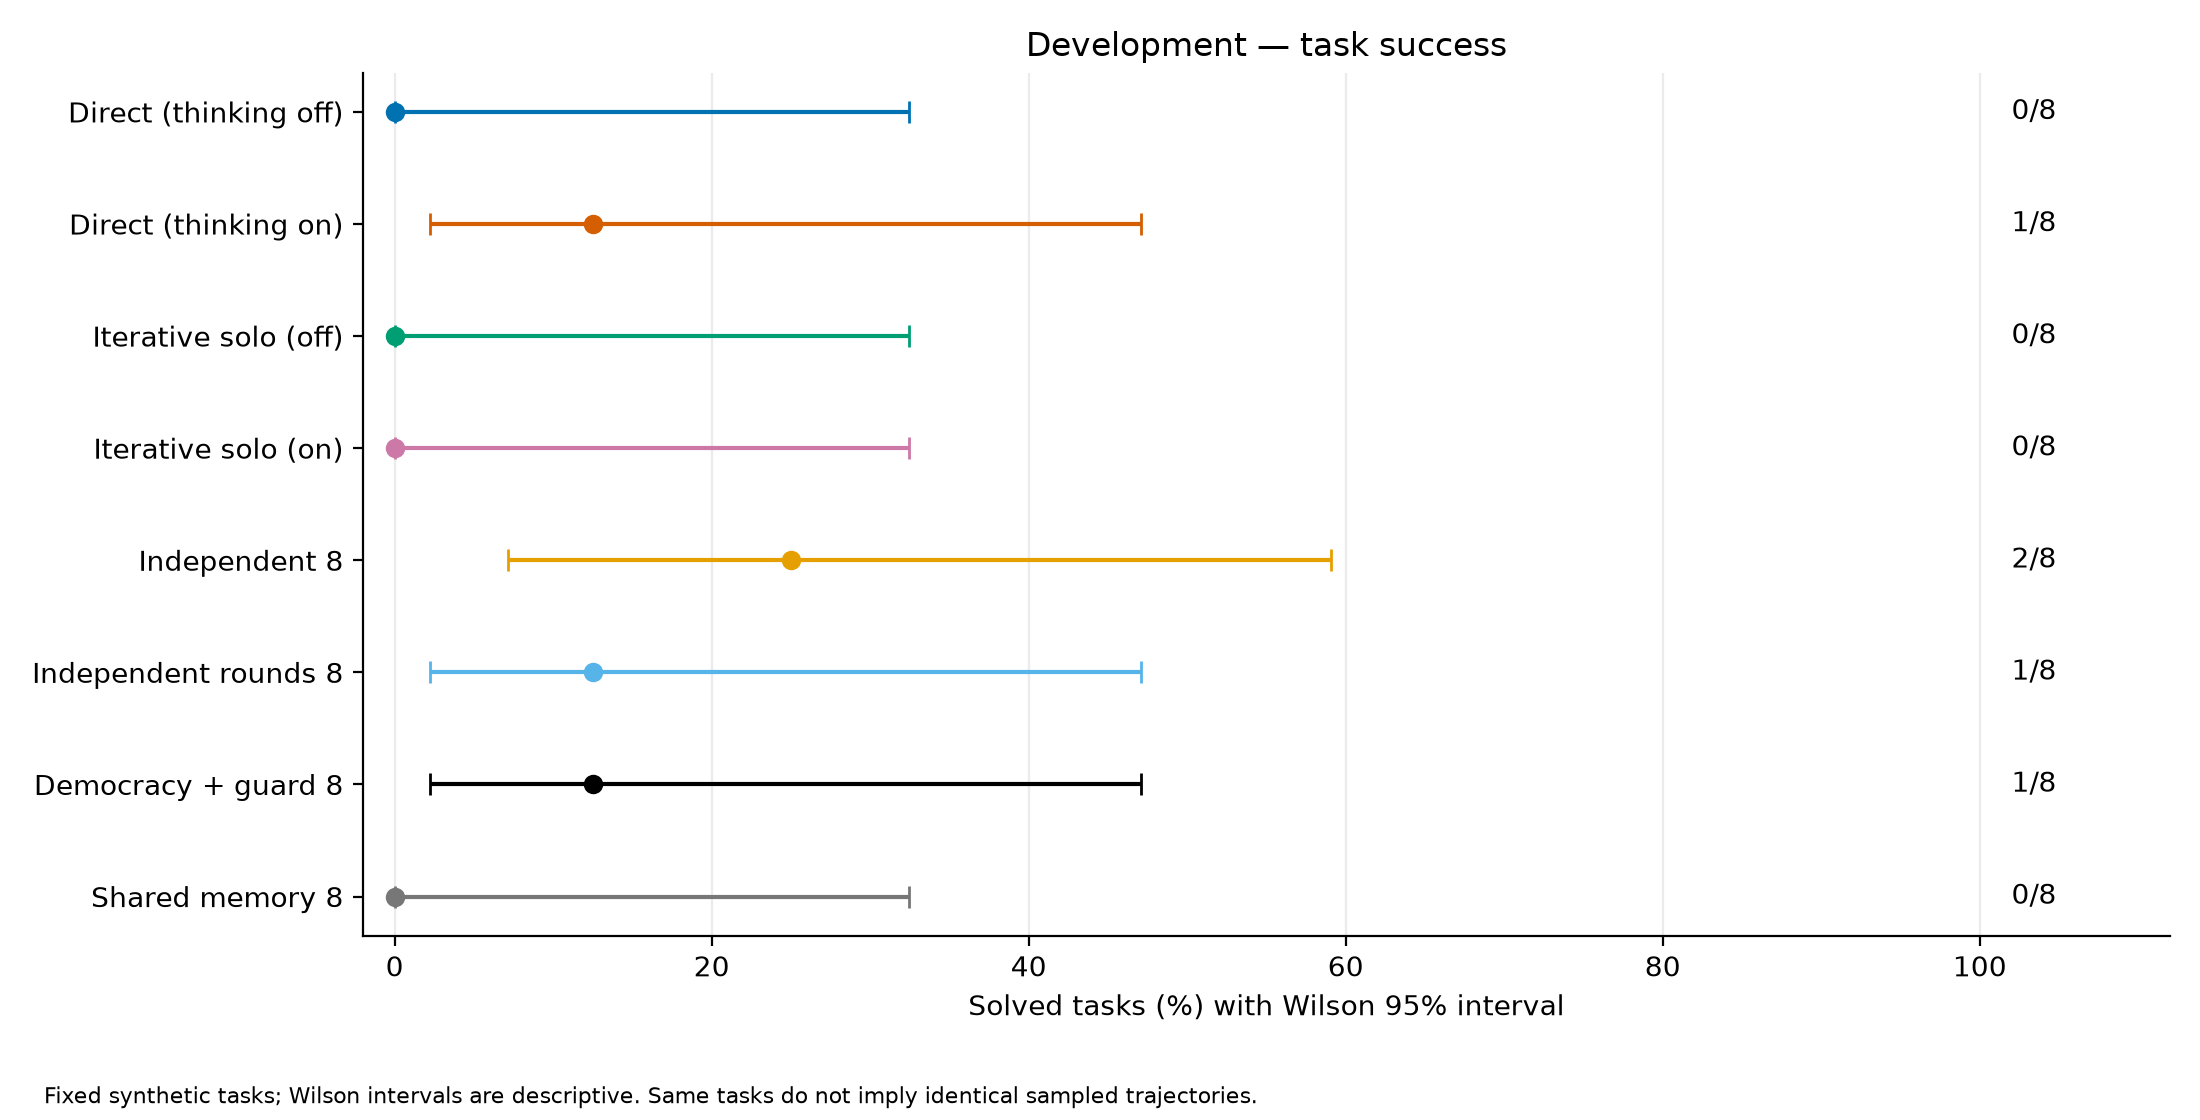 Development — task success
Direct (thinking off) 0/8
Direct (thinking on) 1/8
Iterative solo (off) 0/8
Iterative solo (on) 0/8
Independent 8 2/8
Independent rounds 8 1/8
Democracy + guard 8 1/8
Shared memory 8 0/8
0 20 40 60 80 100
Solved tasks (%) with Wilson 95% interval
Fixed synthetic tasks; Wilson intervals are descriptive. Same tasks do not imply identical sampled trajectories.